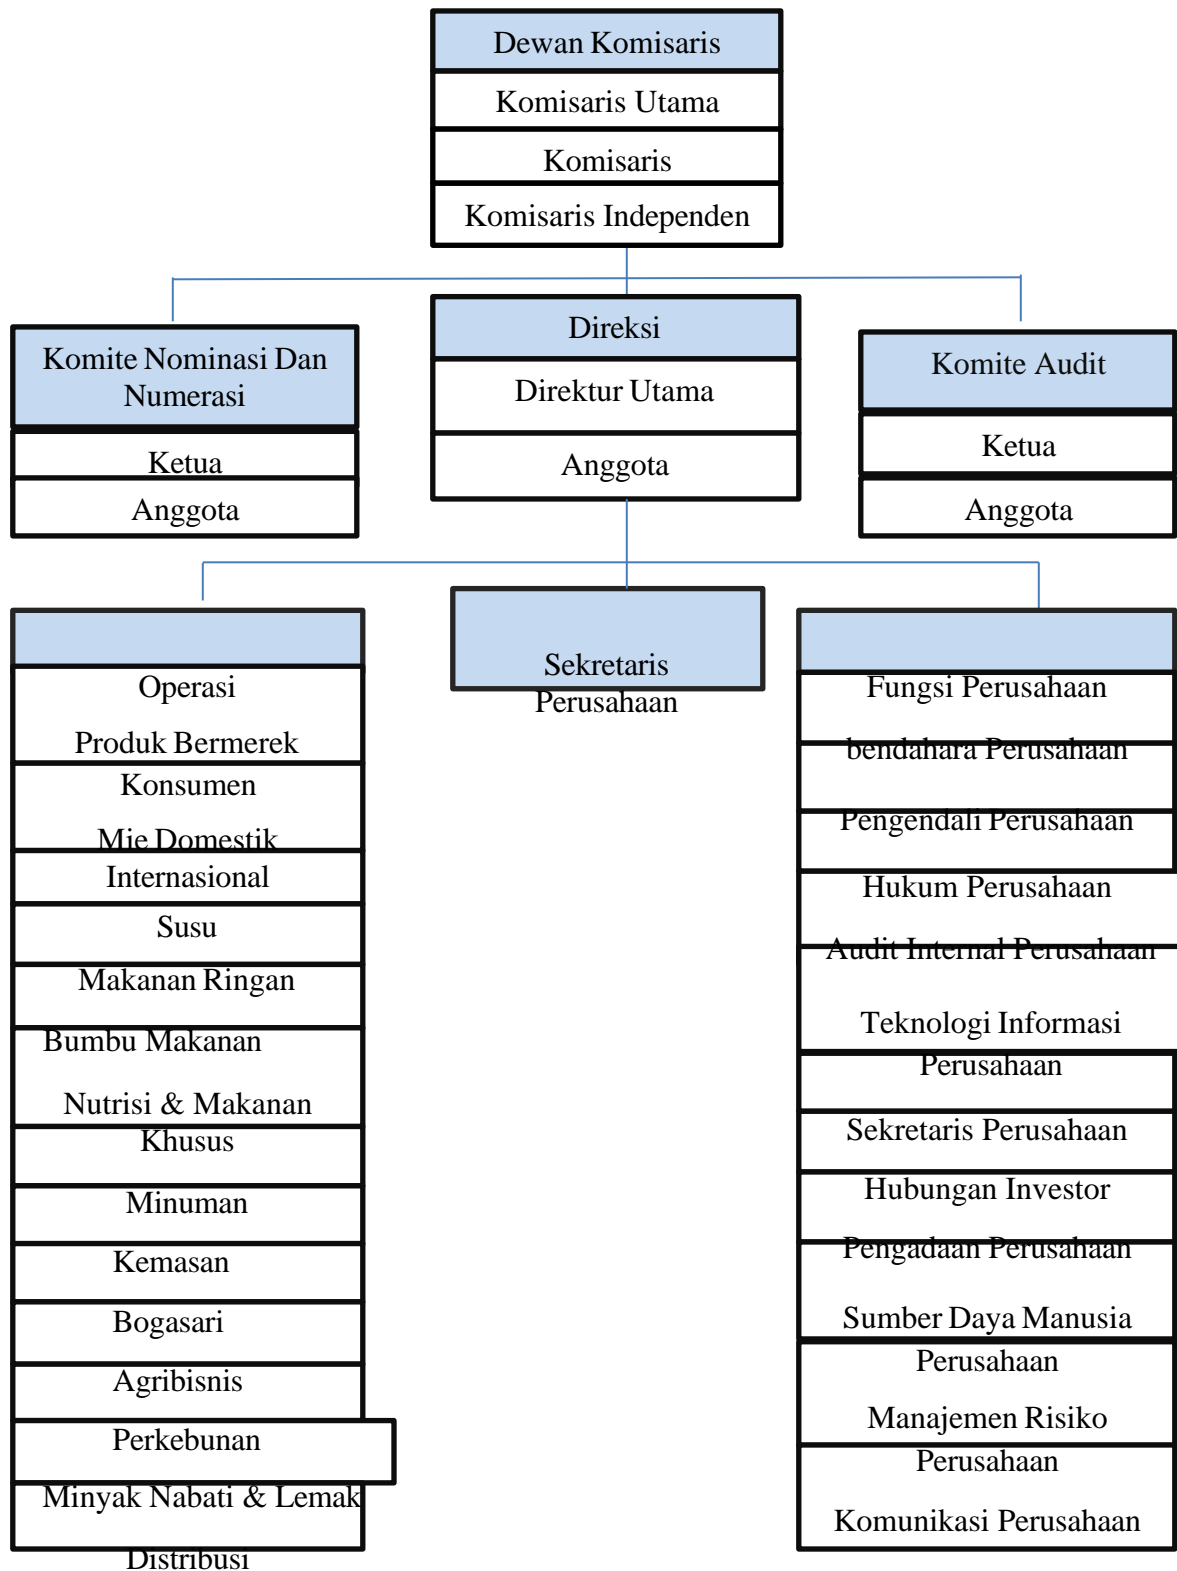 Dewan Komisaris
Komisaris Utama
Komisaris
Komisaris Independen
Komite Nominasi Dan
Numerasi
Ketua
Anggota
Direksi
Direktur Utama
Anggota
Komite Audit
Ketua
Anggota
Operasi
Produk Bermerek
Konsumen
Mie Domestik
Internasional
Susu
Makanan Ringan
Bumbu Makanan
Nutrisi & Makanan
Khusus
Minuman
Kemasan
Bogasari
Agribisnis
Perkebunan
Minyak Nabati & Lemak
Distribusi
Sekretaris
Perusahaan
Fungsi Perusahaan
bendahara Perusahaan
Pengendali Perusahaan
Hukum Perusahaan
Audit Internal Perusahaan
Teknologi Informasi
Perusahaan
Sekretaris Perusahaan
Hubungan Investor
Pengadaan Perusahaan
Sumber Daya Manusia
Perusahaan
Manajemen Risiko
Perusahaan
Komunikasi Perusahaan